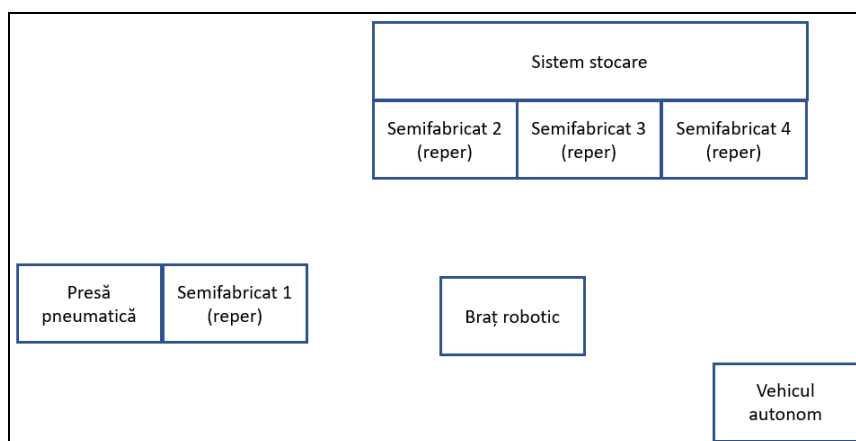 Sistem stocare
Semifabricat 2
(reper)
Semifabricat 3
(reper)
Semifabricat 4
(reper)
Presă
pneumatică
Semifabricat 1
(reper)
Braț robotic
Vehicul
autonom